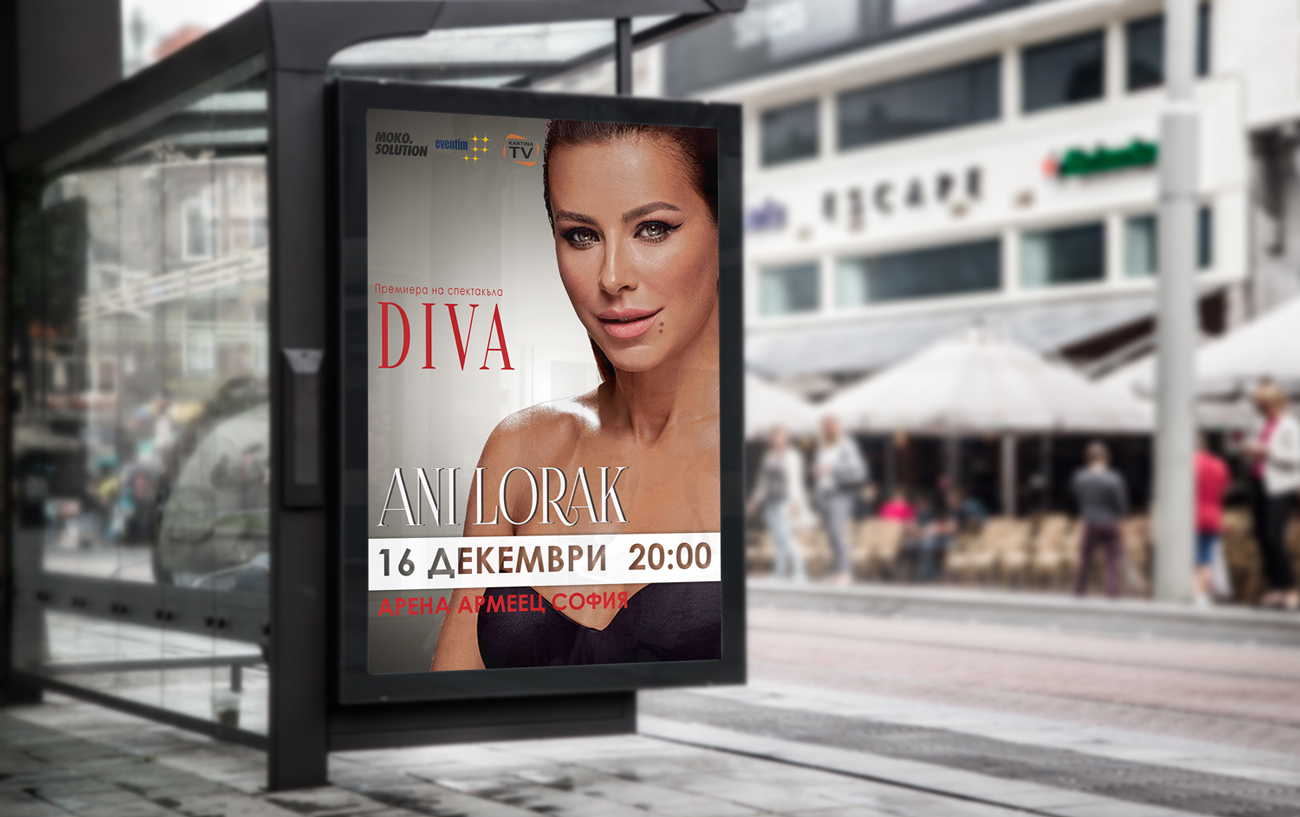 MOKO.
SOLUTION
eventim
KARTINA
TV
Премиера на спектакъла
DIVA
ANI LORAK
16 ДЕКЕМВРИ 20:00
АРЕНА АРМЕЕЦ СОФИЯ
ESCAPE
Heineken